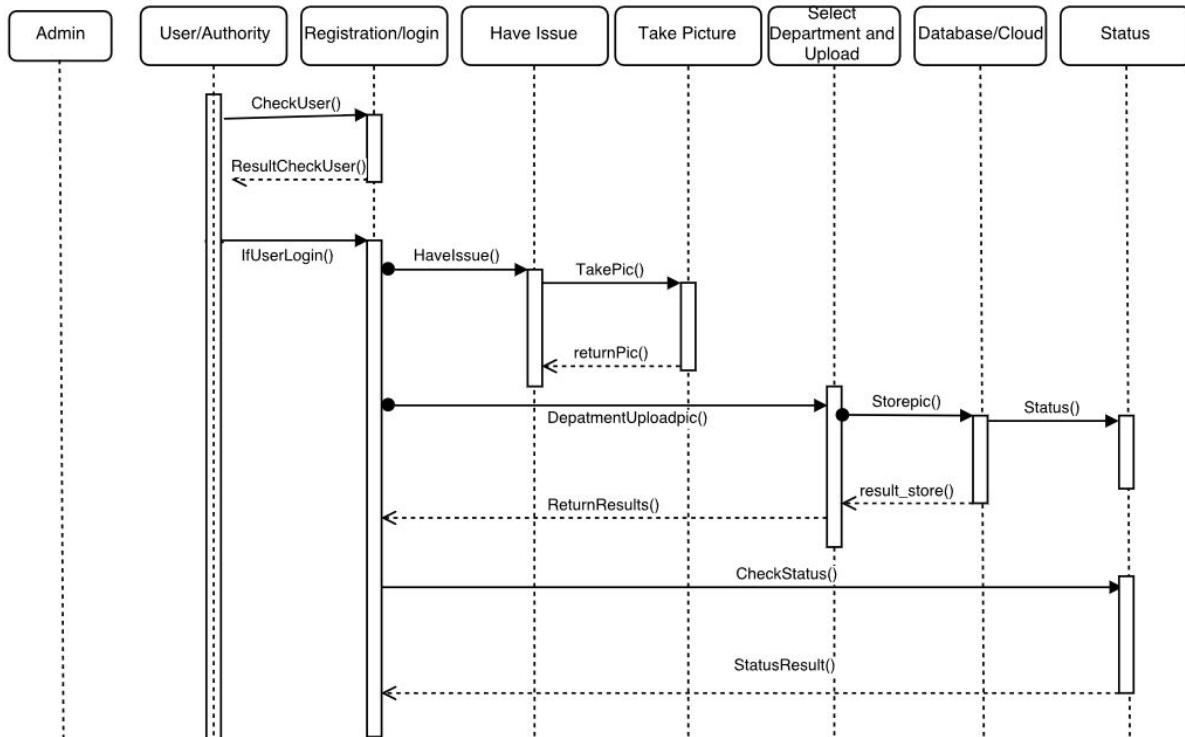 Admin
User/Authority
Registration/login
Have Issue
Take Picture
Select
Department and
Upload
Database/Cloud
Status
CheckUser()
ResultCheckUser()
IfUserLogin()
HaveIssue()
TakePic()
returnPic()
DepatmentUploadpic()
Storepic()
Status()
result_store()
ReturnResults()
CheckStatus()
StatusResult()